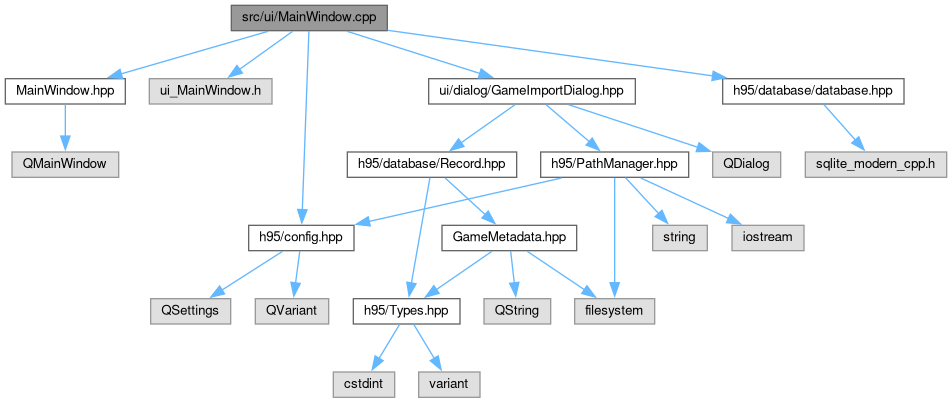 src/ui/MainWindow.cpp
MainWindow.hpp
ui_MainWindow.h
ui/dialog/GameImportDialog.hpp
h95/database/database.hpp
QMainWindow
h95/database/Record.hpp
h95/PathManager.hpp
QDialog
sqlite_modern_cpp.h
h95/config.hpp
GameMetadata.hpp
string
iostream
QSettings
QVariant
h95/Types.hpp
QString
filesystem
cstdint
variant